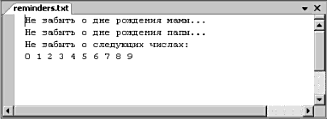 reminders.txt
Не забыть о дне рождения мамы...
Не забыть о дне рождения папы...
Не забыть о следующих числах:
0 1 2 3 4 5 6 7 8 9